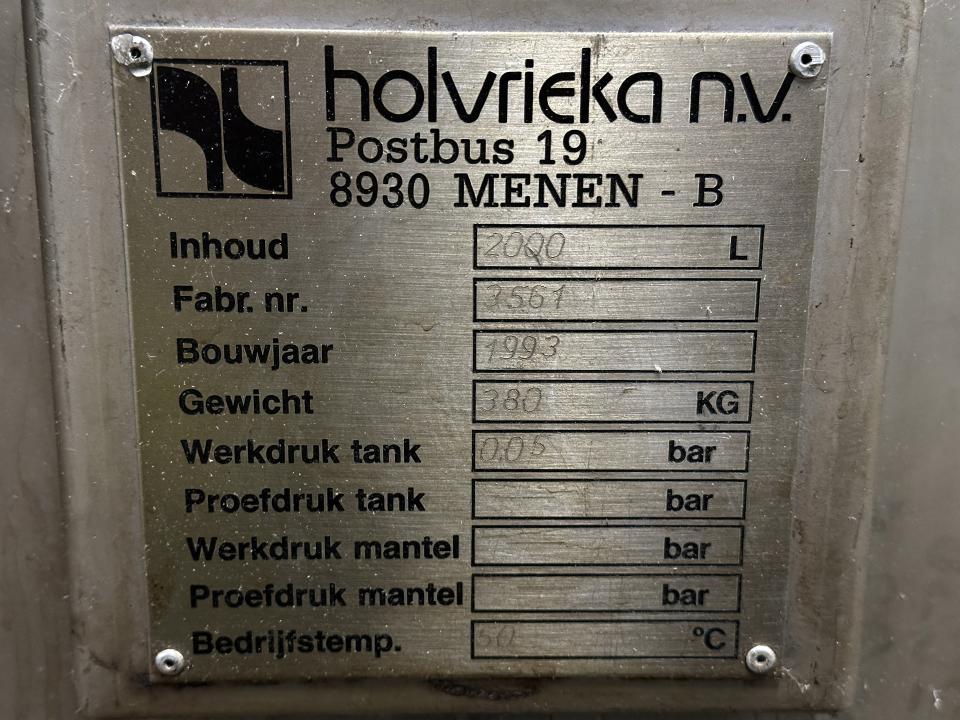 holvrieka n.v.
Postbus 19
8930 MENEN - B
Inhoud 2000 L
Fabr. nr. 3561
Bouwjaar 1993
Gewicht 380 KG
Werkdruk tank 0.05 bar
Proefdruk tank bar
Werkdruk mantel bar
Proefdruk mantel bar
Bedrijfstemp. 50 °C